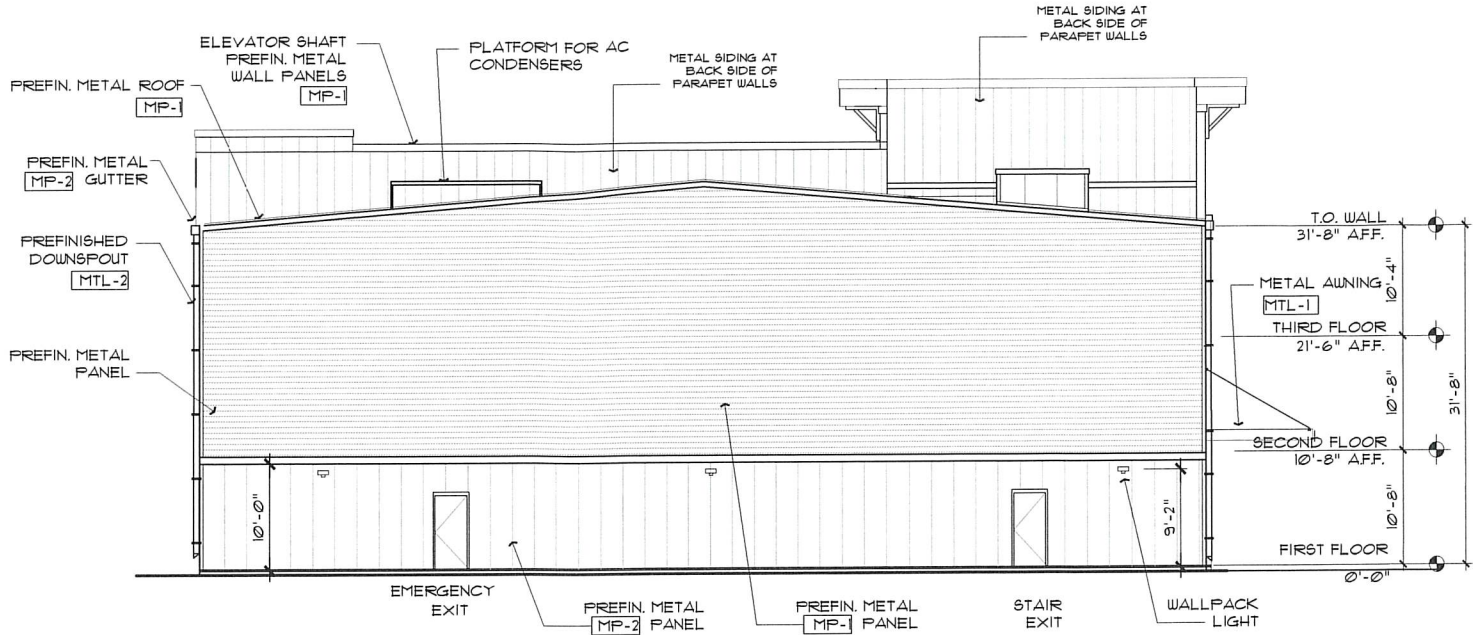 METAL SIDING AT
BACK SIDE OF
PARAPET WALLS
ELEVATOR SHAFT
PREFIN. METAL
WALL PANELS
MP-1
PLATFORM FOR AC
CONDENSERS
METAL SIDING AT
BACK SIDE OF
PARAPET WALLS
PREFIN. METAL ROOF
MP-1
PREFIN. METAL
MP-2 GUTTER
PREFINISHED
DOWNSPOUT
MTL-2
PREFIN. METAL
PANEL
T.O. WALL
31'-8" A.F.F.
10'-4"
METAL AWNING
MTL-1
THIRD FLOOR
21'-6" A.F.F.
10'-8"
31'-8"
SECOND FLOOR
10'-8" A.F.F.
10'-8"
10'-0"
9'-2"
FIRST FLOOR
0'-0"
EMERGENCY
EXIT
PREFIN. METAL
MP-2 PANEL
PREFIN. METAL
MP-1 PANEL
STAIR
EXIT
WALLPACK
LIGHT